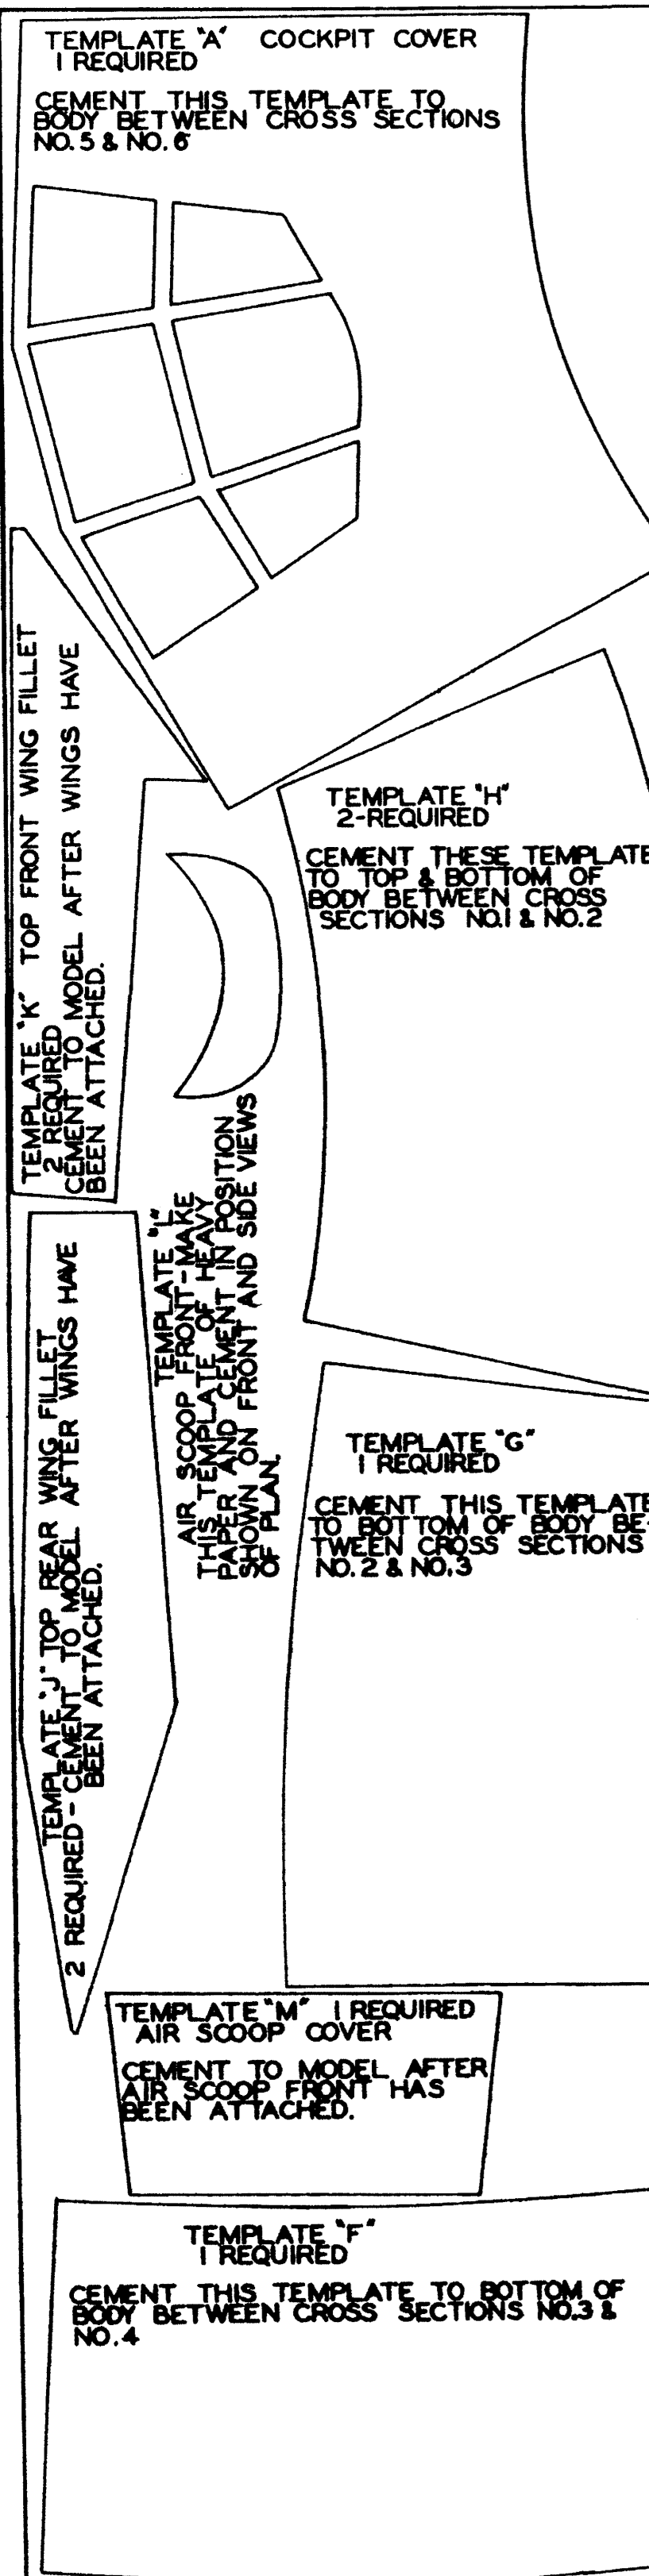 TEMPLATE "A" COCKPIT COVER
1 REQUIRED
CEMENT THIS TEMPLATE TO
BODY BETWEEN CROSS SECTIONS
NO. 5 & NO. 6
TEMPLATE "K" TOP FRONT WING FILLET
2 REQUIRED
CEMENT TO MODEL AFTER WINGS HAVE
BEEN ATTACHED.
TEMPLATE "H"
2-REQUIRED
CEMENT THESE TEMPLATE
TO TOP & BOTTOM OF
BODY BETWEEN CROSS
SECTIONS NO.1 & NO.2
TEMPLATE "L"
AIR SCOOP FRONT-MAKE
THIS TEMPLATE OF HEAVY
PAPER AND CEMENT IN POSITION
SHOWN ON FRONT AND SIDE VIEWS
OF PLAN.
TEMPLATE "J" TOP REAR WING FILLET
2 REQUIRED - CEMENT TO MODEL AFTER WINGS HAVE
BEEN ATTACHED.
TEMPLATE "G"
1 REQUIRED
CEMENT THIS TEMPLATE
TO BOTTOM OF BODY BE-
TWEEN CROSS SECTIONS
NO. 2 & NO. 3
TEMPLATE "M" 1 REQUIRED
AIR SCOOP COVER
CEMENT TO MODEL AFTER
AIR SCOOP FRONT HAS
BEEN ATTACHED.
TEMPLATE "F"
1 REQUIRED
CEMENT THIS TEMPLATE TO BOTTOM OF
BODY BETWEEN CROSS SECTIONS NO.3 &
NO. 4